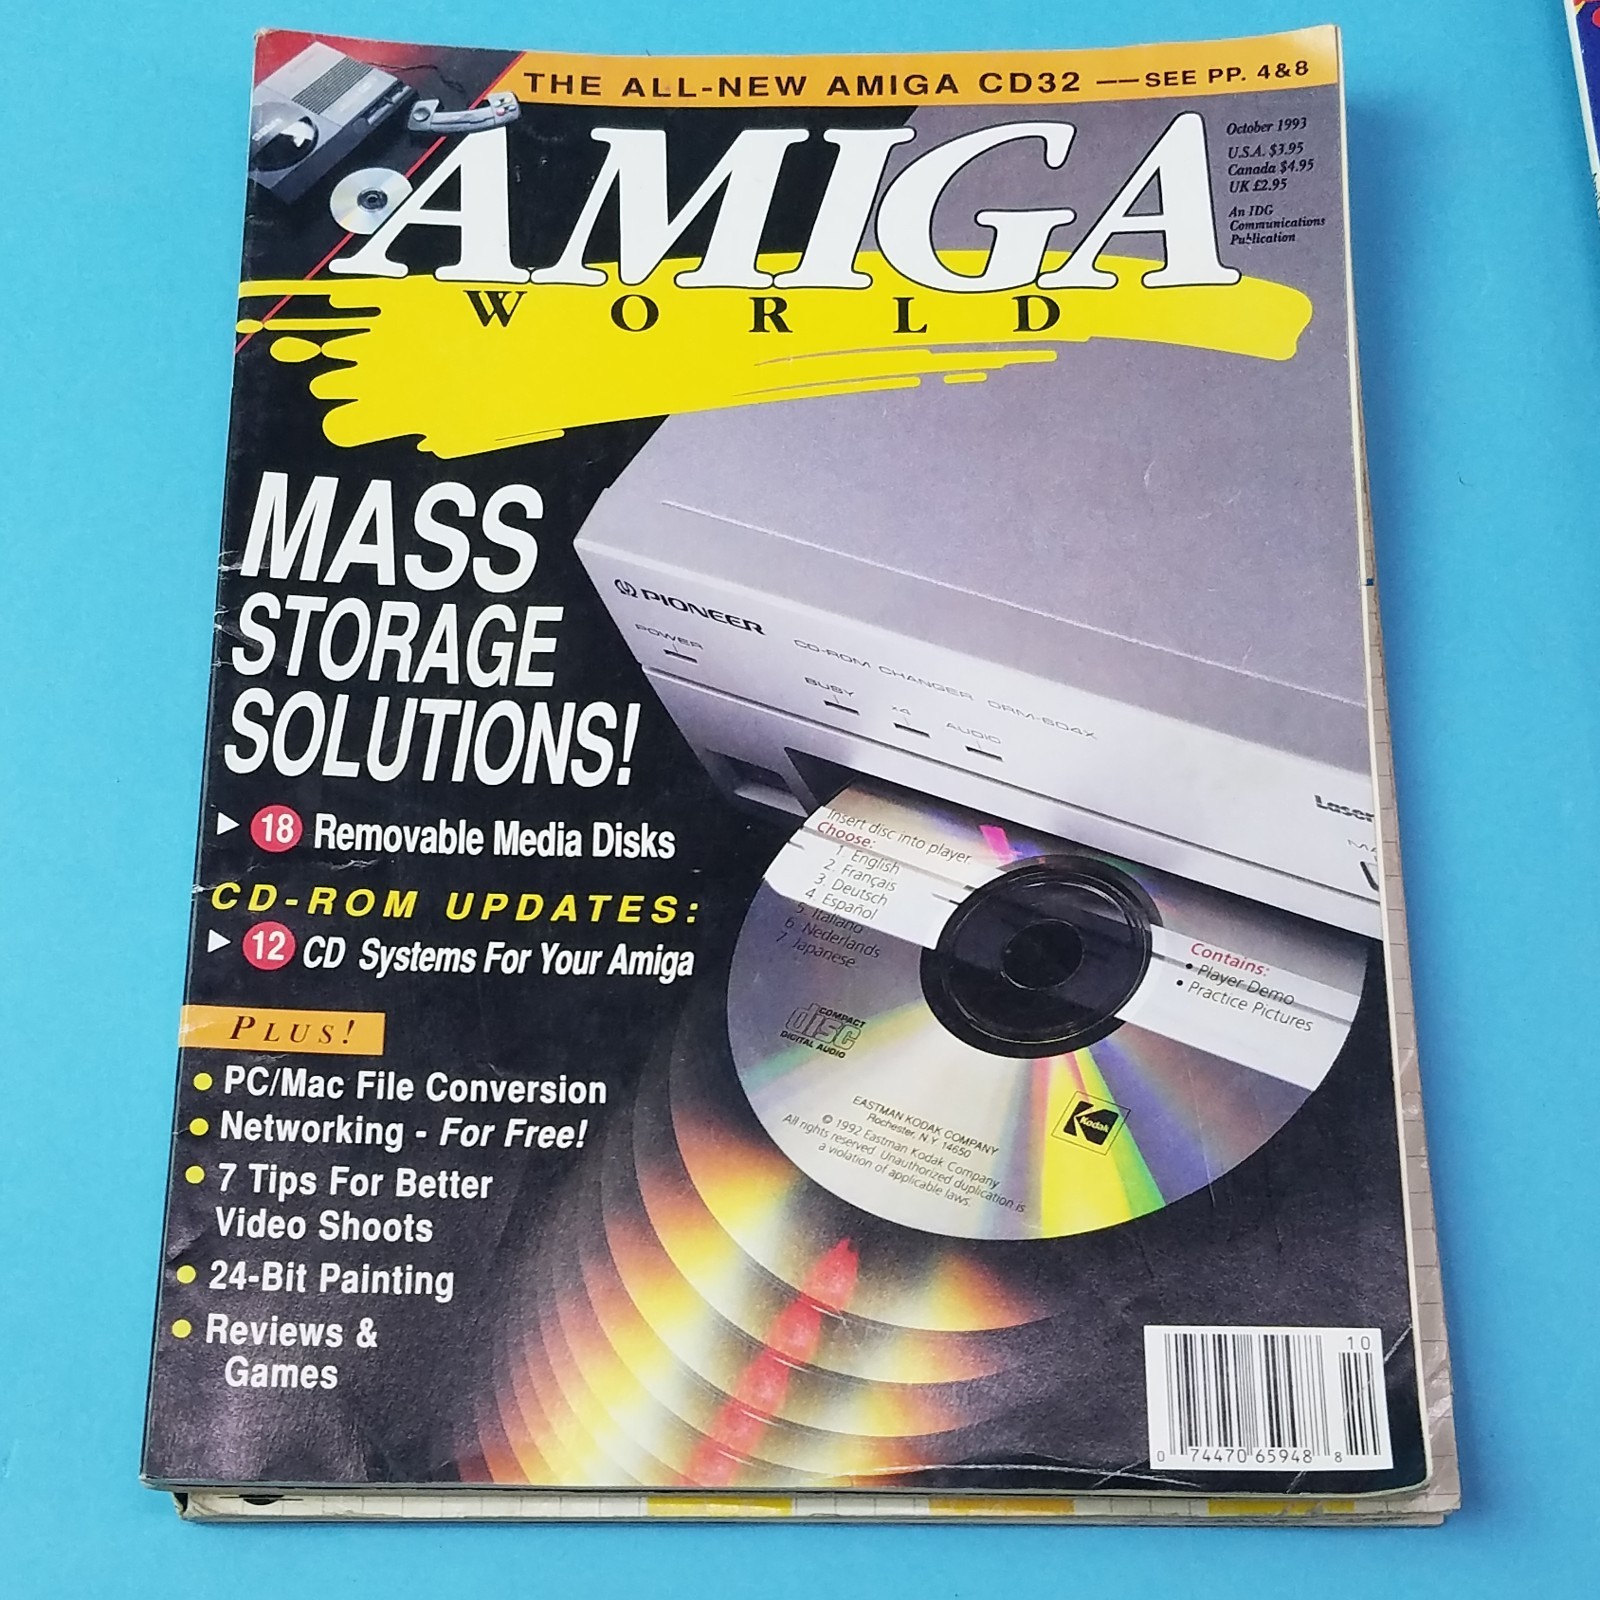 THE ALL-NEW AMIGA CD32 — SEE PP. 4&8
AMIGA
WORLD
October 1993
U.S.A. $3.95
Canada $4.95
UK £2.95
An IDG
Communications
Publication
MASS
STORAGE
SOLUTIONS!
18 Removable Media Disks
CD-ROM UPDATES:
12 CD Systems For Your Amiga
PLUS!
• PC/Mac File Conversion
• Networking - For Free!
• 7 Tips For Better
Video Shoots
• 24-Bit Painting
• Reviews &
Games
PIONEER
POWER
CD-ROM CHANGER DRM-604X
BUSY
x4
AUDIO
Laser
Insert disc into player
Choose:
1. English
2. Français
3. Deutsch
4. Español
5. Italiano
6. Nederlands
7. Japanese
Contains:
• Player Demo
• Practice Pictures
COMPACT
disc
DIGITAL AUDIO
Kodak
EASTMAN KODAK COMPANY
Rochester, N.Y. 14650
© 1992 Eastman Kodak Company
All rights reserved. Unauthorized duplication is
a violation of applicable laws.
10
0 74470 65948 8